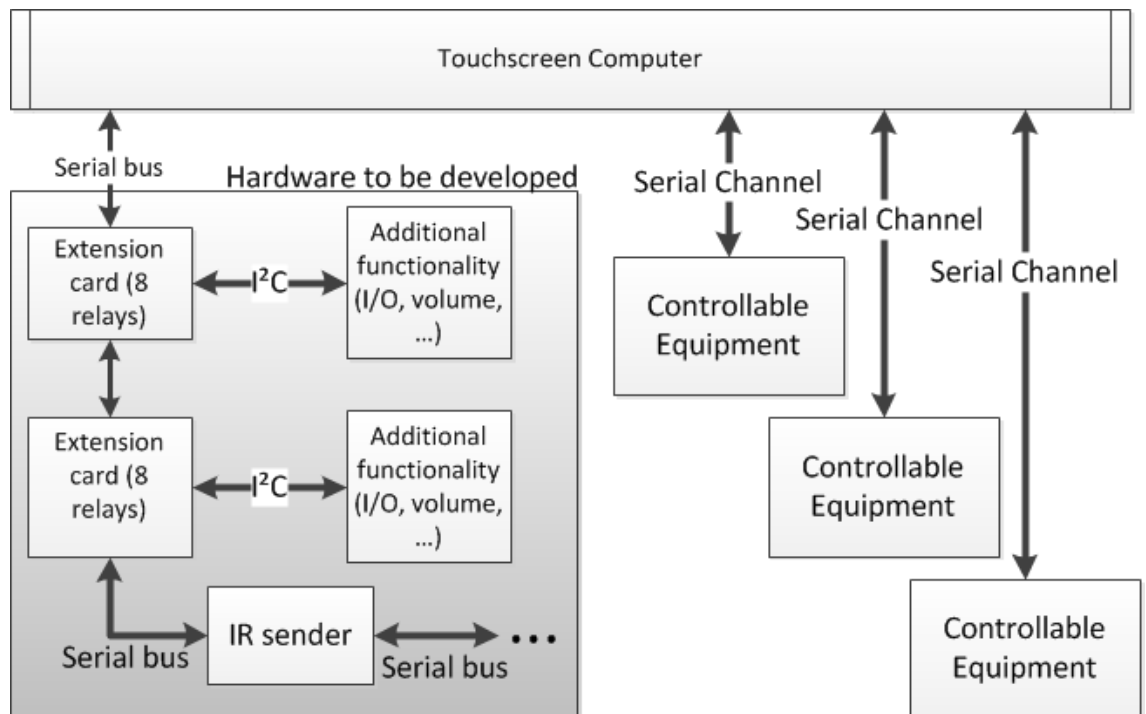 Touchscreen Computer
Serial bus
Hardware to be developed
Extension
card (8
relays)
I²C
Additional
functionality
(I/O, volume,
...)
Extension
card (8
relays)
I²C
Additional
functionality
(I/O, volume,
...)
Serial bus
IR sender
Serial bus
...
Serial Channel
Serial Channel
Serial Channel
Controllable
Equipment
Controllable
Equipment
Controllable
Equipment